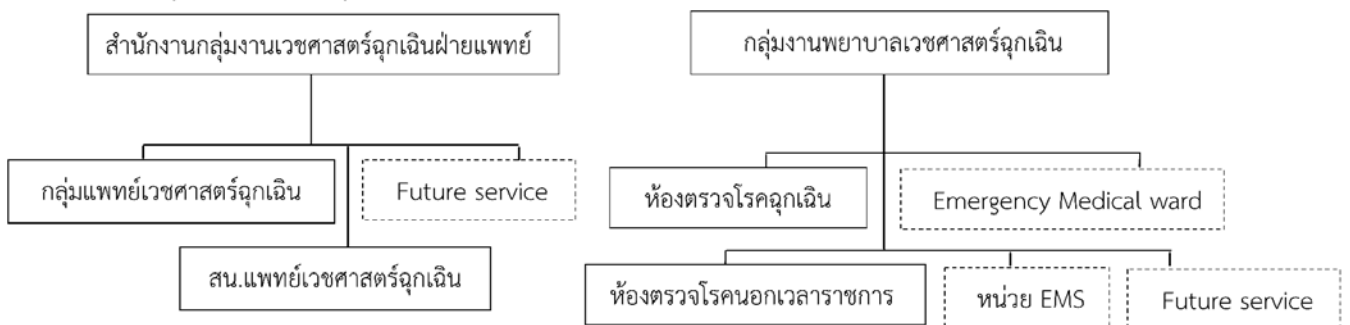 สำนักงานกลุ่มงานเวชศาสตร์ฉุกเฉินฝ่ายแพทย์
กลุ่มแพทย์เวชศาสตร์ฉุกเฉิน
Future service
สน.แพทย์เวชศาสตร์ฉุกเฉิน
กลุ่มงานพยาบาลเวชศาสตร์ฉุกเฉิน
ห้องตรวจโรคฉุกเฉิน
Emergency Medical ward
ห้องตรวจโรคนอกเวลาราชการ
หน่วย EMS
Future service